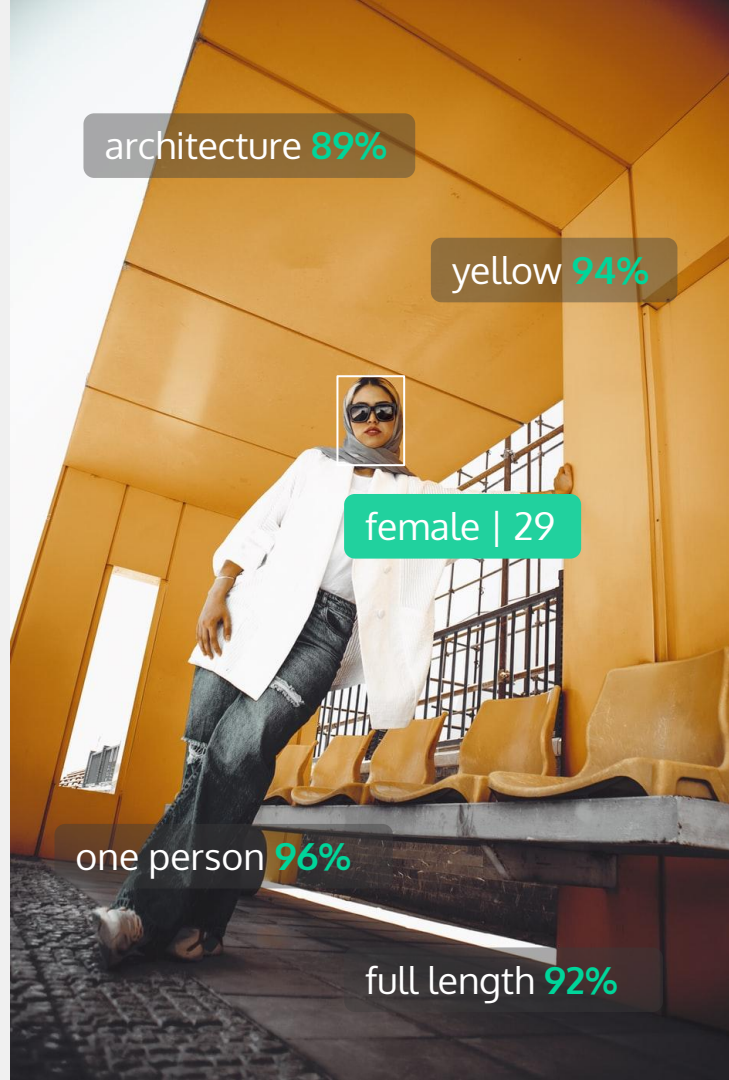 architecture 89%
yellow 94%
female | 29
one person 96%
full length 92%